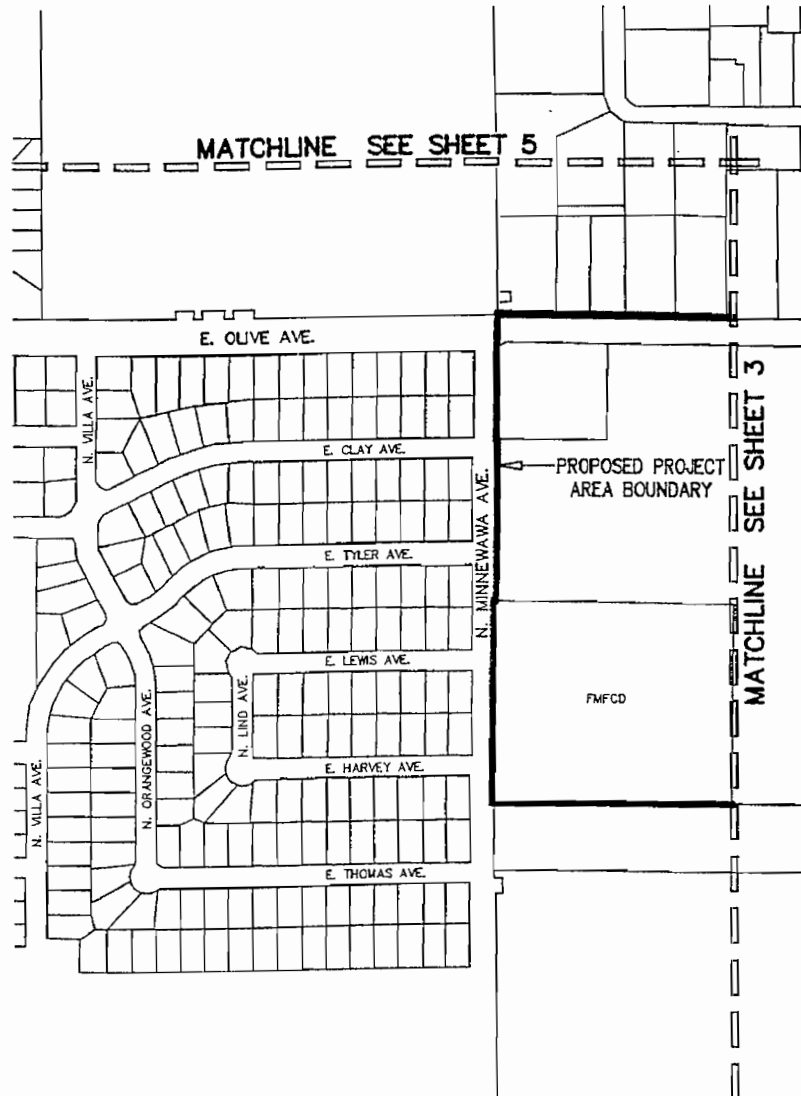 MATCHLINE SEE SHEET 5
E. OLIVE AVE.
N. VILLA AVE.
E. CLAY AVE.
PROPOSED PROJECT
AREA BOUNDARY
MATCHLINE SEE SHEET 3
N. MINNEWAWA AVE.
E. TYLER AVE.
E. LEWIS AVE.
FMFCD
N. LIND AVE.
N. ORANGEWOOD AVE.
E. HARVEY AVE.
N. VILLA AVE.
E. THOMAS AVE.